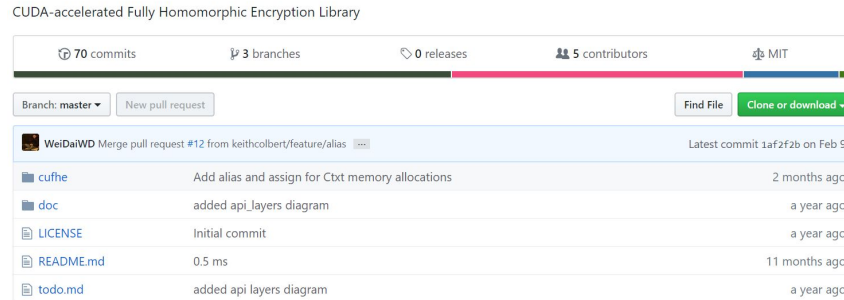 CUDA-accelerated Fully Homomorphic Encryption Library
70 commits 3 branches 0 releases 5 contributors MIT
Branch: master New pull request Find File Clone or download
WeiDaiWD Merge pull request #12 from keithcolbert/feature/alias ... Latest commit 1af2f2b on Feb 9
cufhe Add alias and assign for Ctxt memory allocations 2 months ago
doc added api_layers diagram a year ago
LICENSE Initial commit a year ago
README.md 0.5 ms 11 months ago
todo.md added api layers diagram a year ago